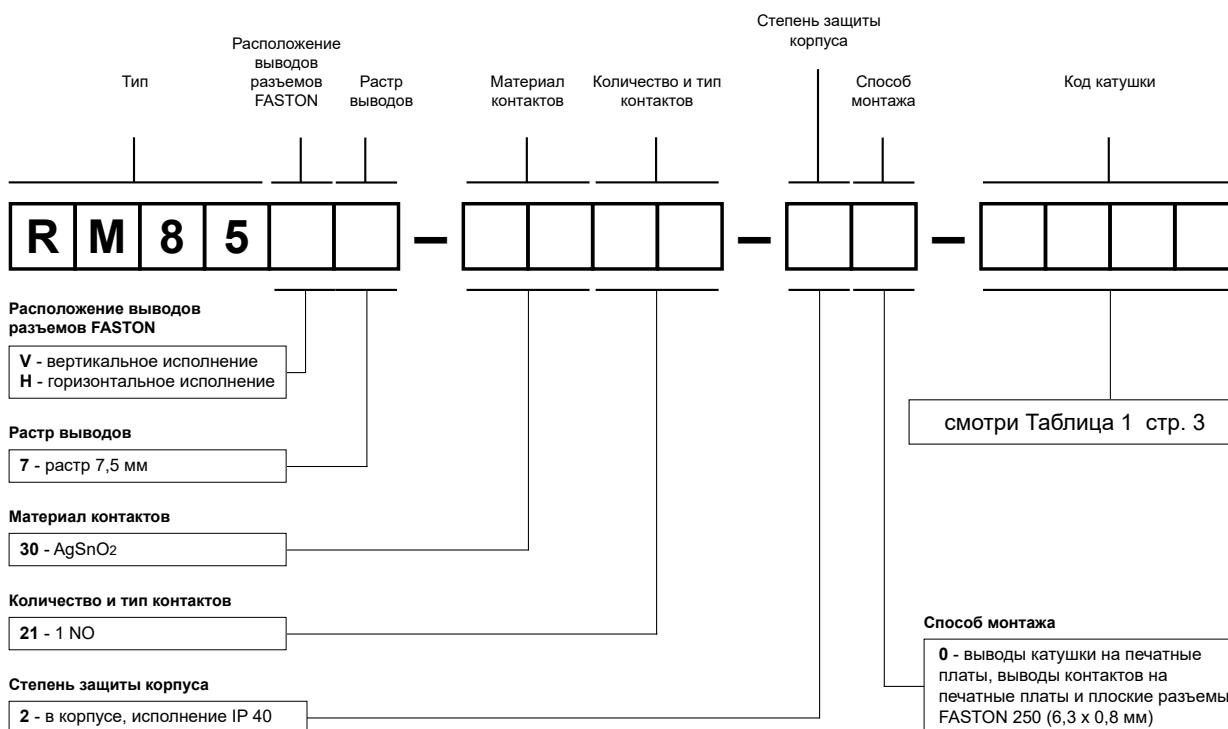 Степень защиты
корпуса
Расположение
выводов
разъемов
FASTON
Тип
Растр
выводов
Материал
контактов
Количество и тип
контактов
Способ
монтажа
Код катушки
R M 8 5 – – –
Расположение выводов
разъемов FASTON
V - вертикальное исполнение
H - горизонтальное исполнение
смотри Таблица 1 стр. 3
Растр выводов
7 - растр 7,5 мм
Материал контактов
30 - AgSnO2
Количество и тип контактов
21 - 1 NO
Способ монтажа
0 - выводы катушки на печатные
платы, выводы контактов на
печатные платы и плоские разъемы
FASTON 250 (6,3 x 0,8 мм)
Степень защиты корпуса
2 - в корпусе, исполнение IP 40